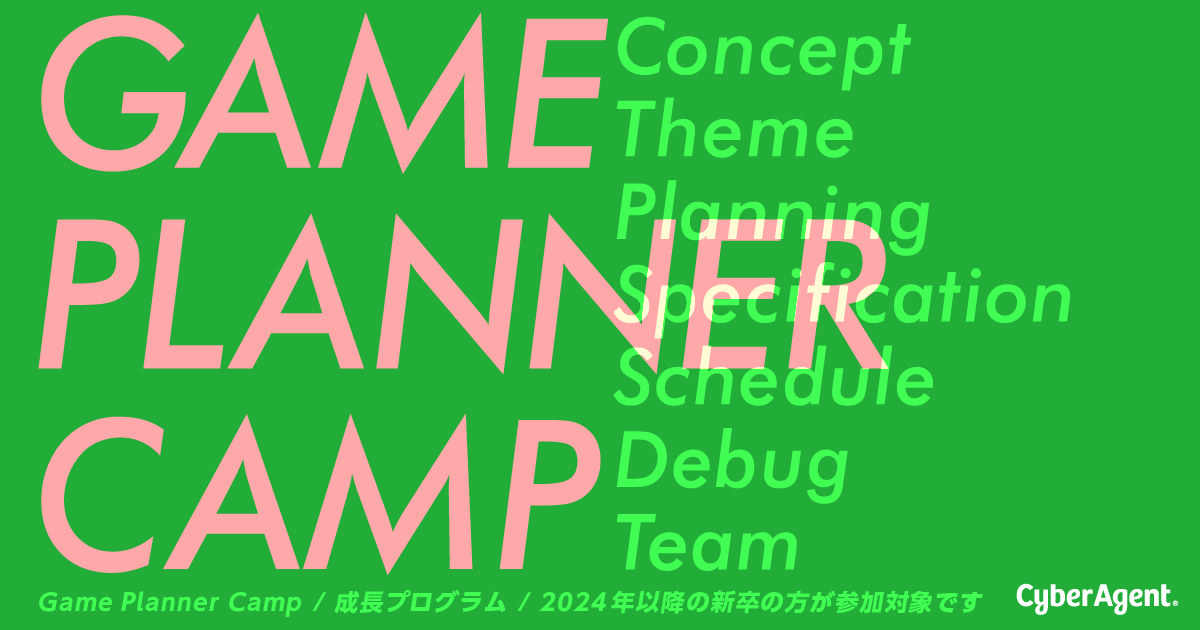 GAME
PLANNER
CAMP
Concept
Theme
Planning
Specification
Schedule
Debug
Team
Game Planner Camp / 成長プログラム / 2024年以降の新卒の方が参加対象です
CyberAgent®